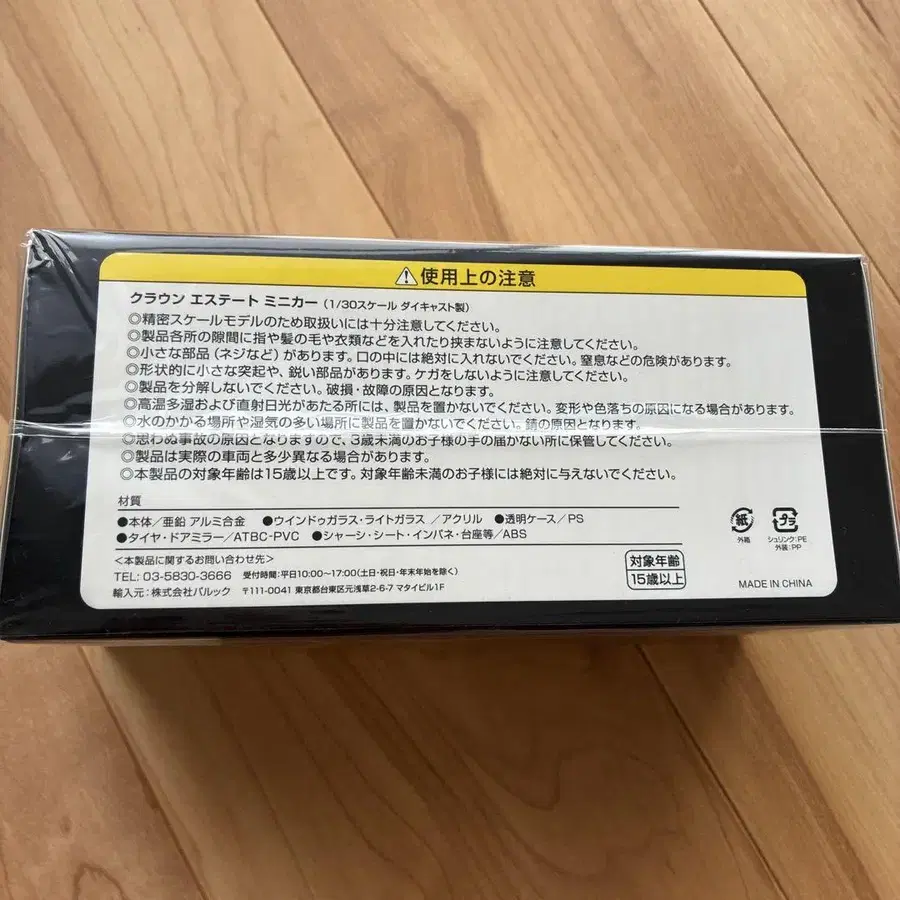 ⚠使用上の注意
クラウン エステート ミニカー（1/30スケール ダイキャスト製）
◎精密スケールモデルのため取扱いには十分注意してください。
◎製品各所の隙間に指や髪の毛や衣類などを入れたり挟まないように注意してください。
◎小さな部品（ネジなど）があります。口の中には絶対に入れないでください。窒息などの危険があります。
◎形状的に小さな突起や、鋭い部品があります。ケガをしないように注意してください。
◎製品を分解しないでください。破損・故障の原因となります。
◎高温多湿および直射日光があたる所には、製品を置かないでください。変形や色落ちの原因になる場合があります。
◎水のかかる場所や湿気の多い場所に製品を置かないでください。錆の原因となります。
◎思わぬ事故の原因となりますので、3歳未満のお子様の手の届かない所に保管してください。
◎製品は実際の車両と多少異なる場合があります。
◎本製品の対象年齢は15歳以上です。対象年齢未満のお子様には絶対に与えないでください。
材質
●本体／亜鉛 アルミ合金 ●ウインドゥガラス・ライトガラス ／アクリル ●透明ケース／PS
●タイヤ・ドアミラー／ATBC-PVC ●シャーシ・シート・インパネ・台座等／ABS
紙
外箱
プラ
シュリンク：PE
外装：PP
＜本製品に関するお問い合わせ先＞
TEL: 03-5830-3666 受付時間：平日10:00〜17:00（土日・祝日・年末年始を除く）
輸入元：株式会社バルック 〒111-0041 東京都台東区元浅草2-6-7 マタイビル1F
対象年齢
15歳以上
MADE IN CHINA